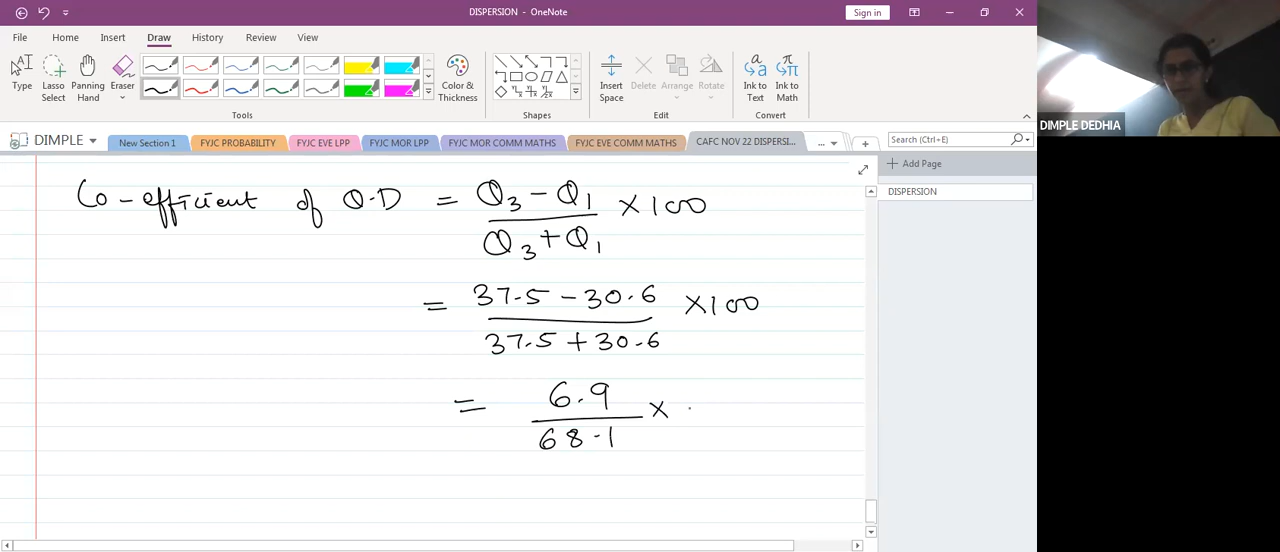 DISPERSION - OneNote
Sign in
File Home Insert Draw History Review View
Type Lasso Select Panning Hand Eraser Color & Thickness Insert Space Delete Arrange Rotate Ink to Text Ink to Math
Tools Shapes Edit Convert
DIMPLE New Section 1 FYJC PROBABILITY FYJC EVE LPP FYJC MOR LPP FYJC MOR COMM MATHS FYJC EVE COMM MATHS CAFC NOV 22 DISPERSI... ... Search (Ctrl+E)
Add Page
DISPERSION
DIMPLE DEDHIA
Co-efficient of Q.D = Q3 - Q1 / Q3 + Q1 × 100
= 37.5 - 30.6 / 37.5 + 30.6 × 100
= 6.9 / 68.1 ×